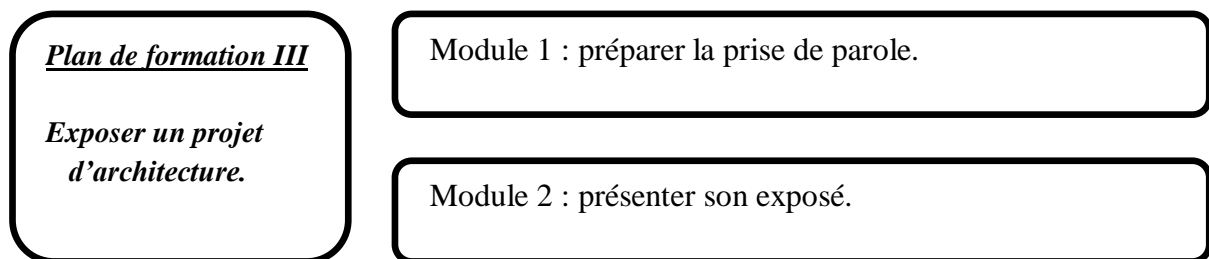 Plan de formation III
Exposer un projet
d’architecture.
Module 1 : préparer la prise de parole.
Module 2 : présenter son exposé.